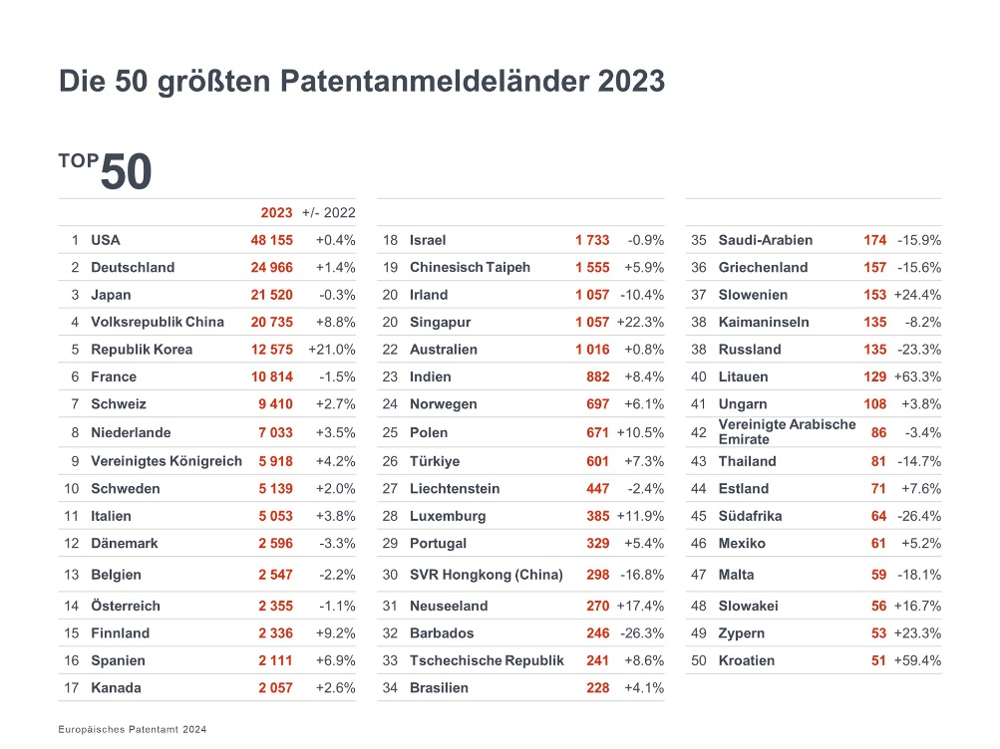 Die 50 größten Patentanmeldeländer 2023
TOP50
2023 +/- 2022
1 USA 48 155 +0.4%
2 Deutschland 24 966 +1.4%
3 Japan 21 520 -0.3%
4 Volksrepublik China 20 735 +8.8%
5 Republik Korea 12 575 +21.0%
6 France 10 814 -1.5%
7 Schweiz 9 410 +2.7%
8 Niederlande 7 033 +3.5%
9 Vereinigtes Königreich 5 918 +4.2%
10 Schweden 5 139 +2.0%
11 Italien 5 053 +3.8%
12 Dänemark 2 596 -3.3%
13 Belgien 2 547 -2.2%
14 Österreich 2 355 -1.1%
15 Finnland 2 336 +9.2%
16 Spanien 2 111 +6.9%
17 Kanada 2 057 +2.6%
18 Israel 1 733 -0.9%
19 Chinesisch Taipeh 1 555 +5.9%
20 Irland 1 057 -10.4%
20 Singapur 1 057 +22.3%
22 Australien 1 016 +0.8%
23 Indien 882 +8.4%
24 Norwegen 697 +6.1%
25 Polen 671 +10.5%
26 Türkiye 601 +7.3%
27 Liechtenstein 447 -2.4%
28 Luxemburg 385 +11.9%
29 Portugal 329 +5.4%
30 SVR Hongkong (China) 298 -16.8%
31 Neuseeland 270 +17.4%
32 Barbados 246 -26.3%
33 Tschechische Republik 241 +8.6%
34 Brasilien 228 +4.1%
35 Saudi-Arabien 174 -15.9%
36 Griechenland 157 -15.6%
37 Slowenien 153 +24.4%
38 Kaimaninseln 135 -8.2%
38 Russland 135 -23.3%
40 Litauen 129 +63.3%
41 Ungarn 108 +3.8%
42 Vereinigte Arabische
Emirate 86 -3.4%
43 Thailand 81 -14.7%
44 Estland 71 +7.6%
45 Südafrika 64 -26.4%
46 Mexiko 61 +5.2%
47 Malta 59 -18.1%
48 Slowakei 56 +16.7%
49 Zypern 53 +23.3%
50 Kroatien 51 +59.4%
Europäisches Patentamt 2024